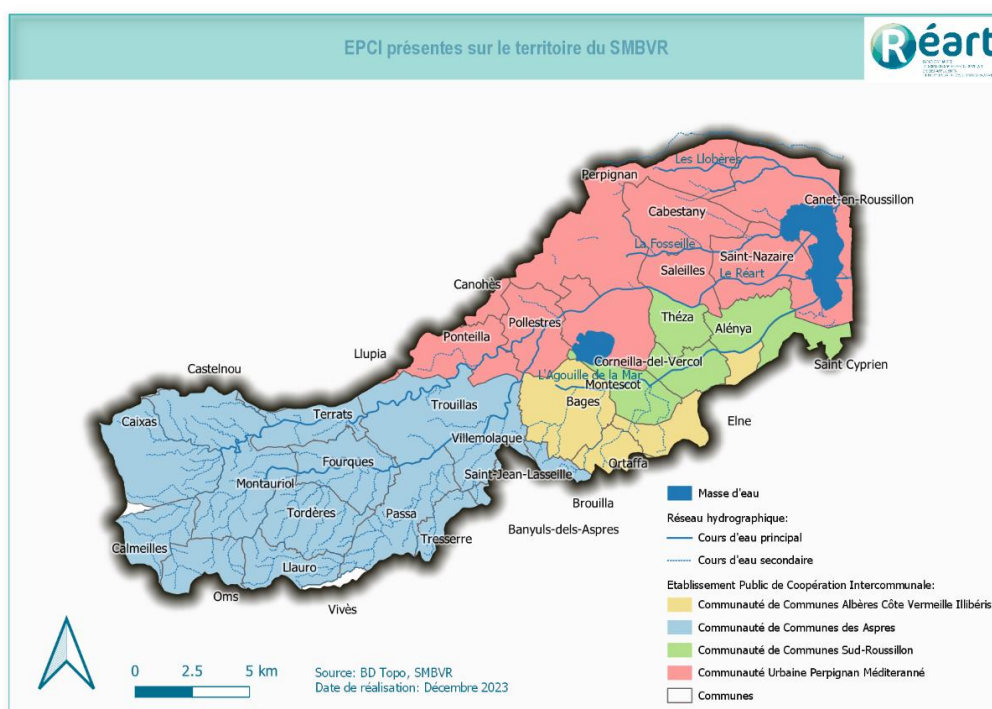 EPCI présentes sur le territoire du SMBVR
Réart
Les Llobères
Perpignan
Canet-en-Roussillon
Cabestany
La Fosseille
Saint-Nazaire
Saleilles
Le Réart
Canohès
Théza
Pollestres
Alénya
Ponteilla
Llupia
Corneilla-del-Vercol
Saint Cyprien
Castelnou
L'Agouille de la Mar
Montescot
Bages
Trouillas
Terrats
Caixas
Elne
Villemolaque
Fourques
Ortaffa
Saint-Jean-Lasseille
Montauriol
Brouilla
Tordères
Passa
Banyuls-dels-Aspres
Tresserre
Calmeilles
Llauro
Oms
Vivès
Masse d'eau
Réseau hydrographique:
Cours d'eau principal
Cours d'eau secondaire
Etablissement Public de Coopération Intercommunale:
Communauté de Communes Albères Côte Vermeille Illibéris
Communauté de Communes des Aspres
Communauté de Communes Sud-Roussillon
Communauté Urbaine Perpignan Méditeranné
Communes
0 2.5 5 km
Source: BD Topo, SMBVR
Date de réalisation: Décembre 2023